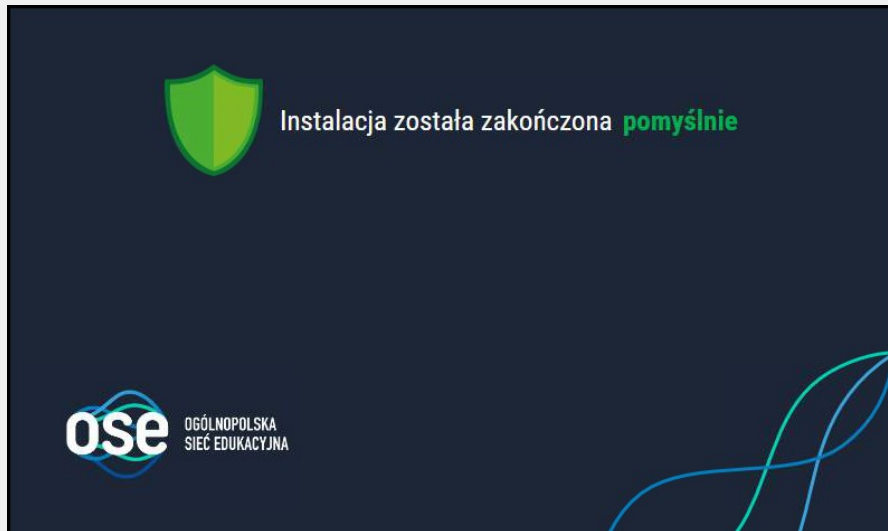 Instalacja została zakończona pomyślnie
ose
OGÓLNOPOLSKA
SIEĆ EDUKACYJNA